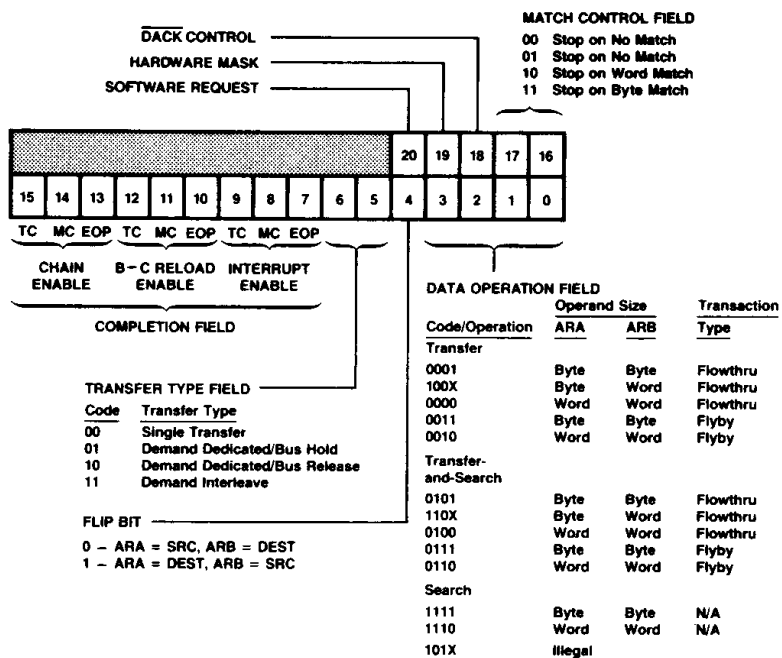 MATCH CONTROL FIELD
00 Stop on No Match
01 Stop on No Match
10 Stop on Word Match
11 Stop on Byte Match
DACK CONTROL
HARDWARE MASK
SOFTWARE REQUEST
20 19 18 17 16
15 14 13 12 11 10 9 8 7 6 5 4 3 2 1 0
TC MC EOP TC MC EOP TC MC EOP
CHAIN ENABLE
B–C RELOAD ENABLE
INTERRUPT ENABLE
COMPLETION FIELD
TRANSFER TYPE FIELD
Code Transfer Type
00 Single Transfer
01 Demand Dedicated/Bus Hold
10 Demand Dedicated/Bus Release
11 Demand Interleave
FLIP BIT
0 – ARA = SRC, ARB = DEST
1 – ARA = DEST, ARB = SRC
DATA OPERATION FIELD
Operand Size Transaction
Code/Operation ARA ARB Type
Transfer
0001 Byte Byte Flowthru
100X Byte Word Flowthru
0000 Word Word Flowthru
0011 Byte Byte Flyby
0010 Word Word Flyby
Transfer-
and-Search
0101 Byte Byte Flowthru
110X Byte Word Flowthru
0100 Word Word Flowthru
0111 Byte Byte Flyby
0110 Word Word Flyby
Search
1111 Byte Byte N/A
1110 Word Word N/A
101X Illegal